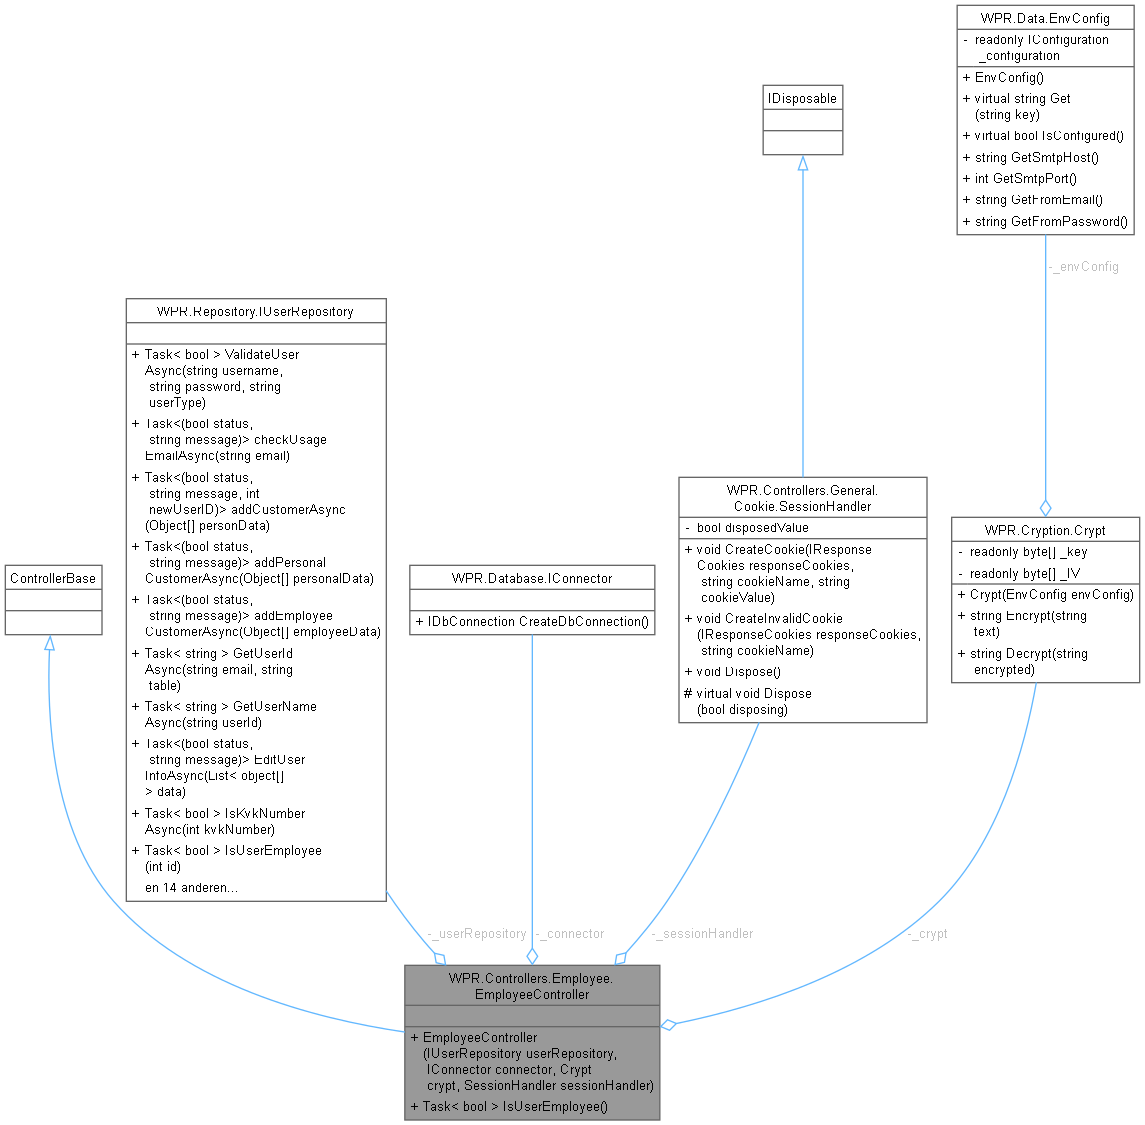 WPR.Data.EnvConfig
- readonly IConfiguration
_configuration
+ EnvConfig()
+ virtual string Get
(string key)
+ virtual bool IsConfigured()
+ string GetSmtpHost()
+ int GetSmtpPort()
+ string GetFromEmail()
+ string GetFromPassword()
IDisposable
-_envConfig
WPR.Repository.IUserRepository
+ Task< bool > ValidateUser
Async(string username,
string password, string
userType)
+ Task<(bool status,
string message)> checkUsage
EmailAsync(string email)
+ Task<(bool status,
string message, int
newUserID)> addCustomerAsync
(Object[] personData)
+ Task<(bool status,
string message)> addPersonal
CustomerAsync(Object[] personalData)
+ Task<(bool status,
string message)> addEmployee
CustomerAsync(Object[] employeeData)
+ Task< string > GetUserId
Async(string email, string
table)
+ Task< string > GetUserName
Async(string userId)
+ Task<(bool status,
string message)> EditUser
InfoAsync(List< object[]
> data)
+ Task< bool > IsKvkNumber
Async(int kvkNumber)
+ Task< bool > IsUserEmployee
(int id)
en 14 anderen...
ControllerBase
WPR.Database.IConnector
+ IDbConnection CreateDbConnection()
WPR.Controllers.General.
Cookie.SessionHandler
- bool disposedValue
+ void CreateCookie(IResponse
Cookies responseCookies,
string cookieName, string
cookieValue)
+ void CreateInvalidCookie
(IResponseCookies responseCookies,
string cookieName)
+ void Dispose()
# virtual void Dispose
(bool disposing)
WPR.Cryption.Crypt
- readonly byte[] _key
- readonly byte[] _IV
+ Crypt(EnvConfig envConfig)
+ string Encrypt(string
text)
+ string Decrypt(string
encrypted)
-_userRepository
-_connector
-_sessionHandler
-_crypt
WPR.Controllers.Employee.
EmployeeController
+ EmployeeController
(IUserRepository userRepository,
IConnector connector, Crypt
crypt, SessionHandler sessionHandler)
+ Task< bool > IsUserEmployee()